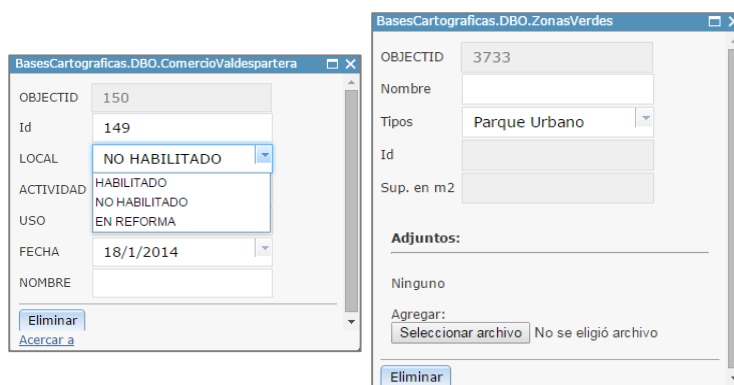 BasesCartograficas.DBO.ComercioValdespartera
OBJECTID 150
Id 149
LOCAL NO HABILITADO
HABILITADO
NO HABILITADO
EN REFORMA
ACTIVIDAD
USO
FECHA 18/1/2014
NOMBRE
Eliminar
Acercar a
BasesCartograficas.DBO.ZonasVerdes
OBJECTID 3733
Nombre
Tipos Parque Urbano
Id
Sup. en m2
Adjuntos:
Ninguno
Agregar:
Seleccionar archivo No se eligió archivo
Eliminar